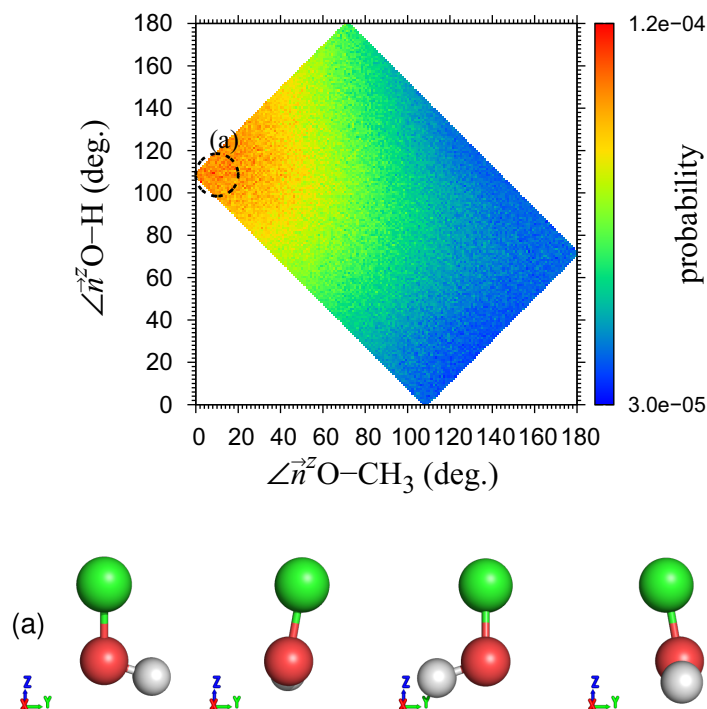 180
160
140
120
100
80
60
40
20
0
∠n⃗ᶻO−H (deg.)
(a)
0 20 40 60 80 100 120 140 160 180
∠n⃗ᶻO−CH₃ (deg.)
1.2e−04
probability
3.0e−05
(a)
Z X Y
Z X Y
Z X Y
Z X Y